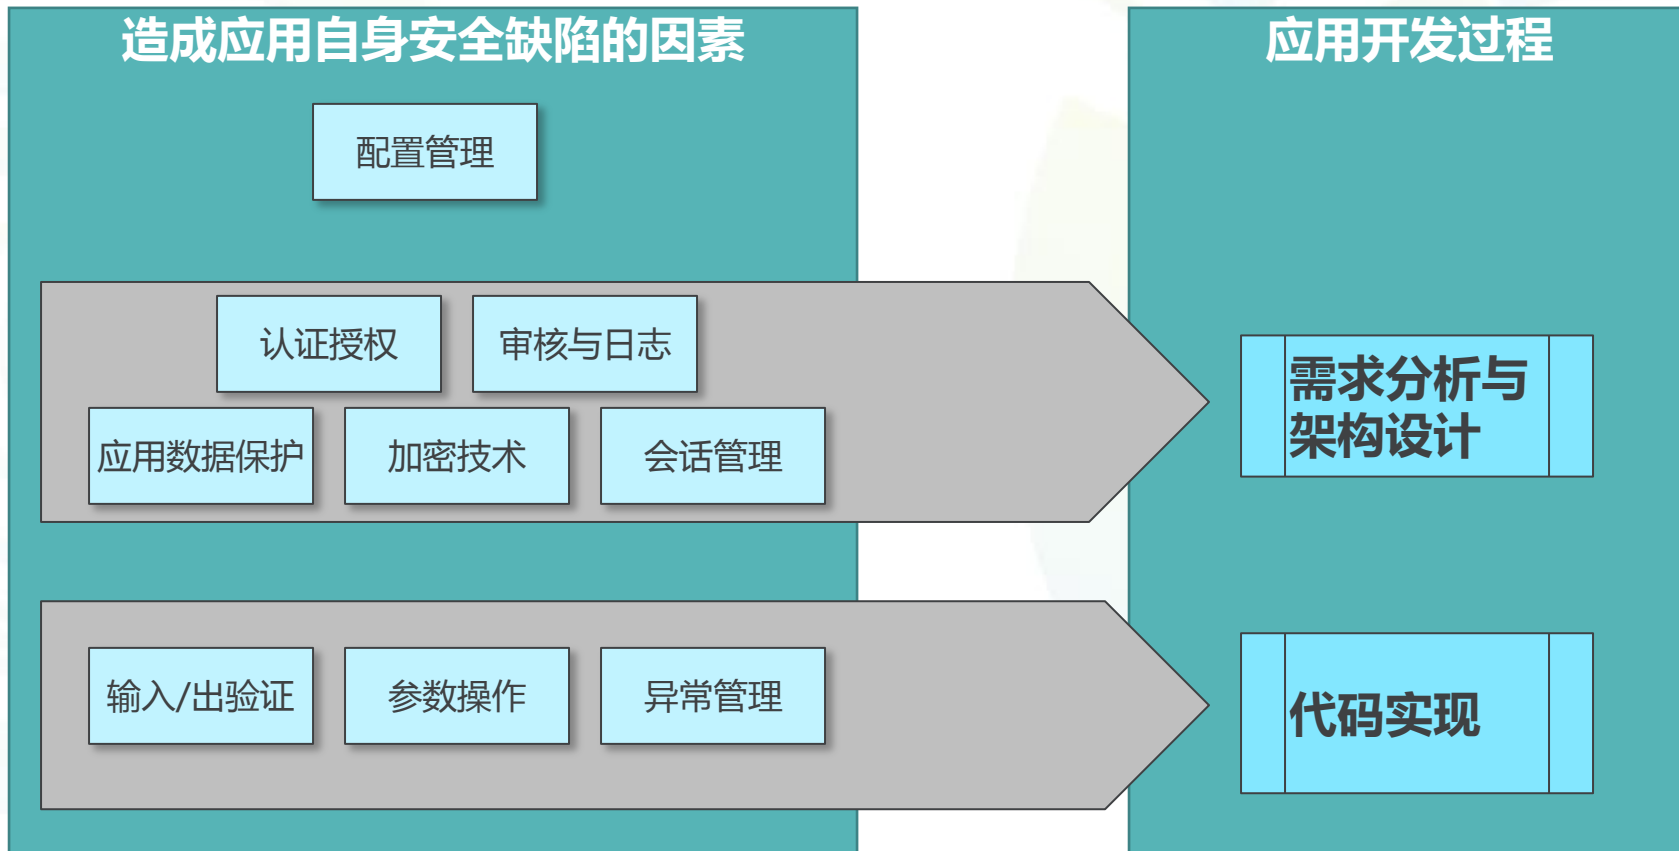 造成应用自身安全缺陷的因素
应用开发过程
配置管理
认证授权
审核与日志
应用数据保护
加密技术
会话管理
需求分析与
架构设计
输入/出验证
参数操作
异常管理
代码实现